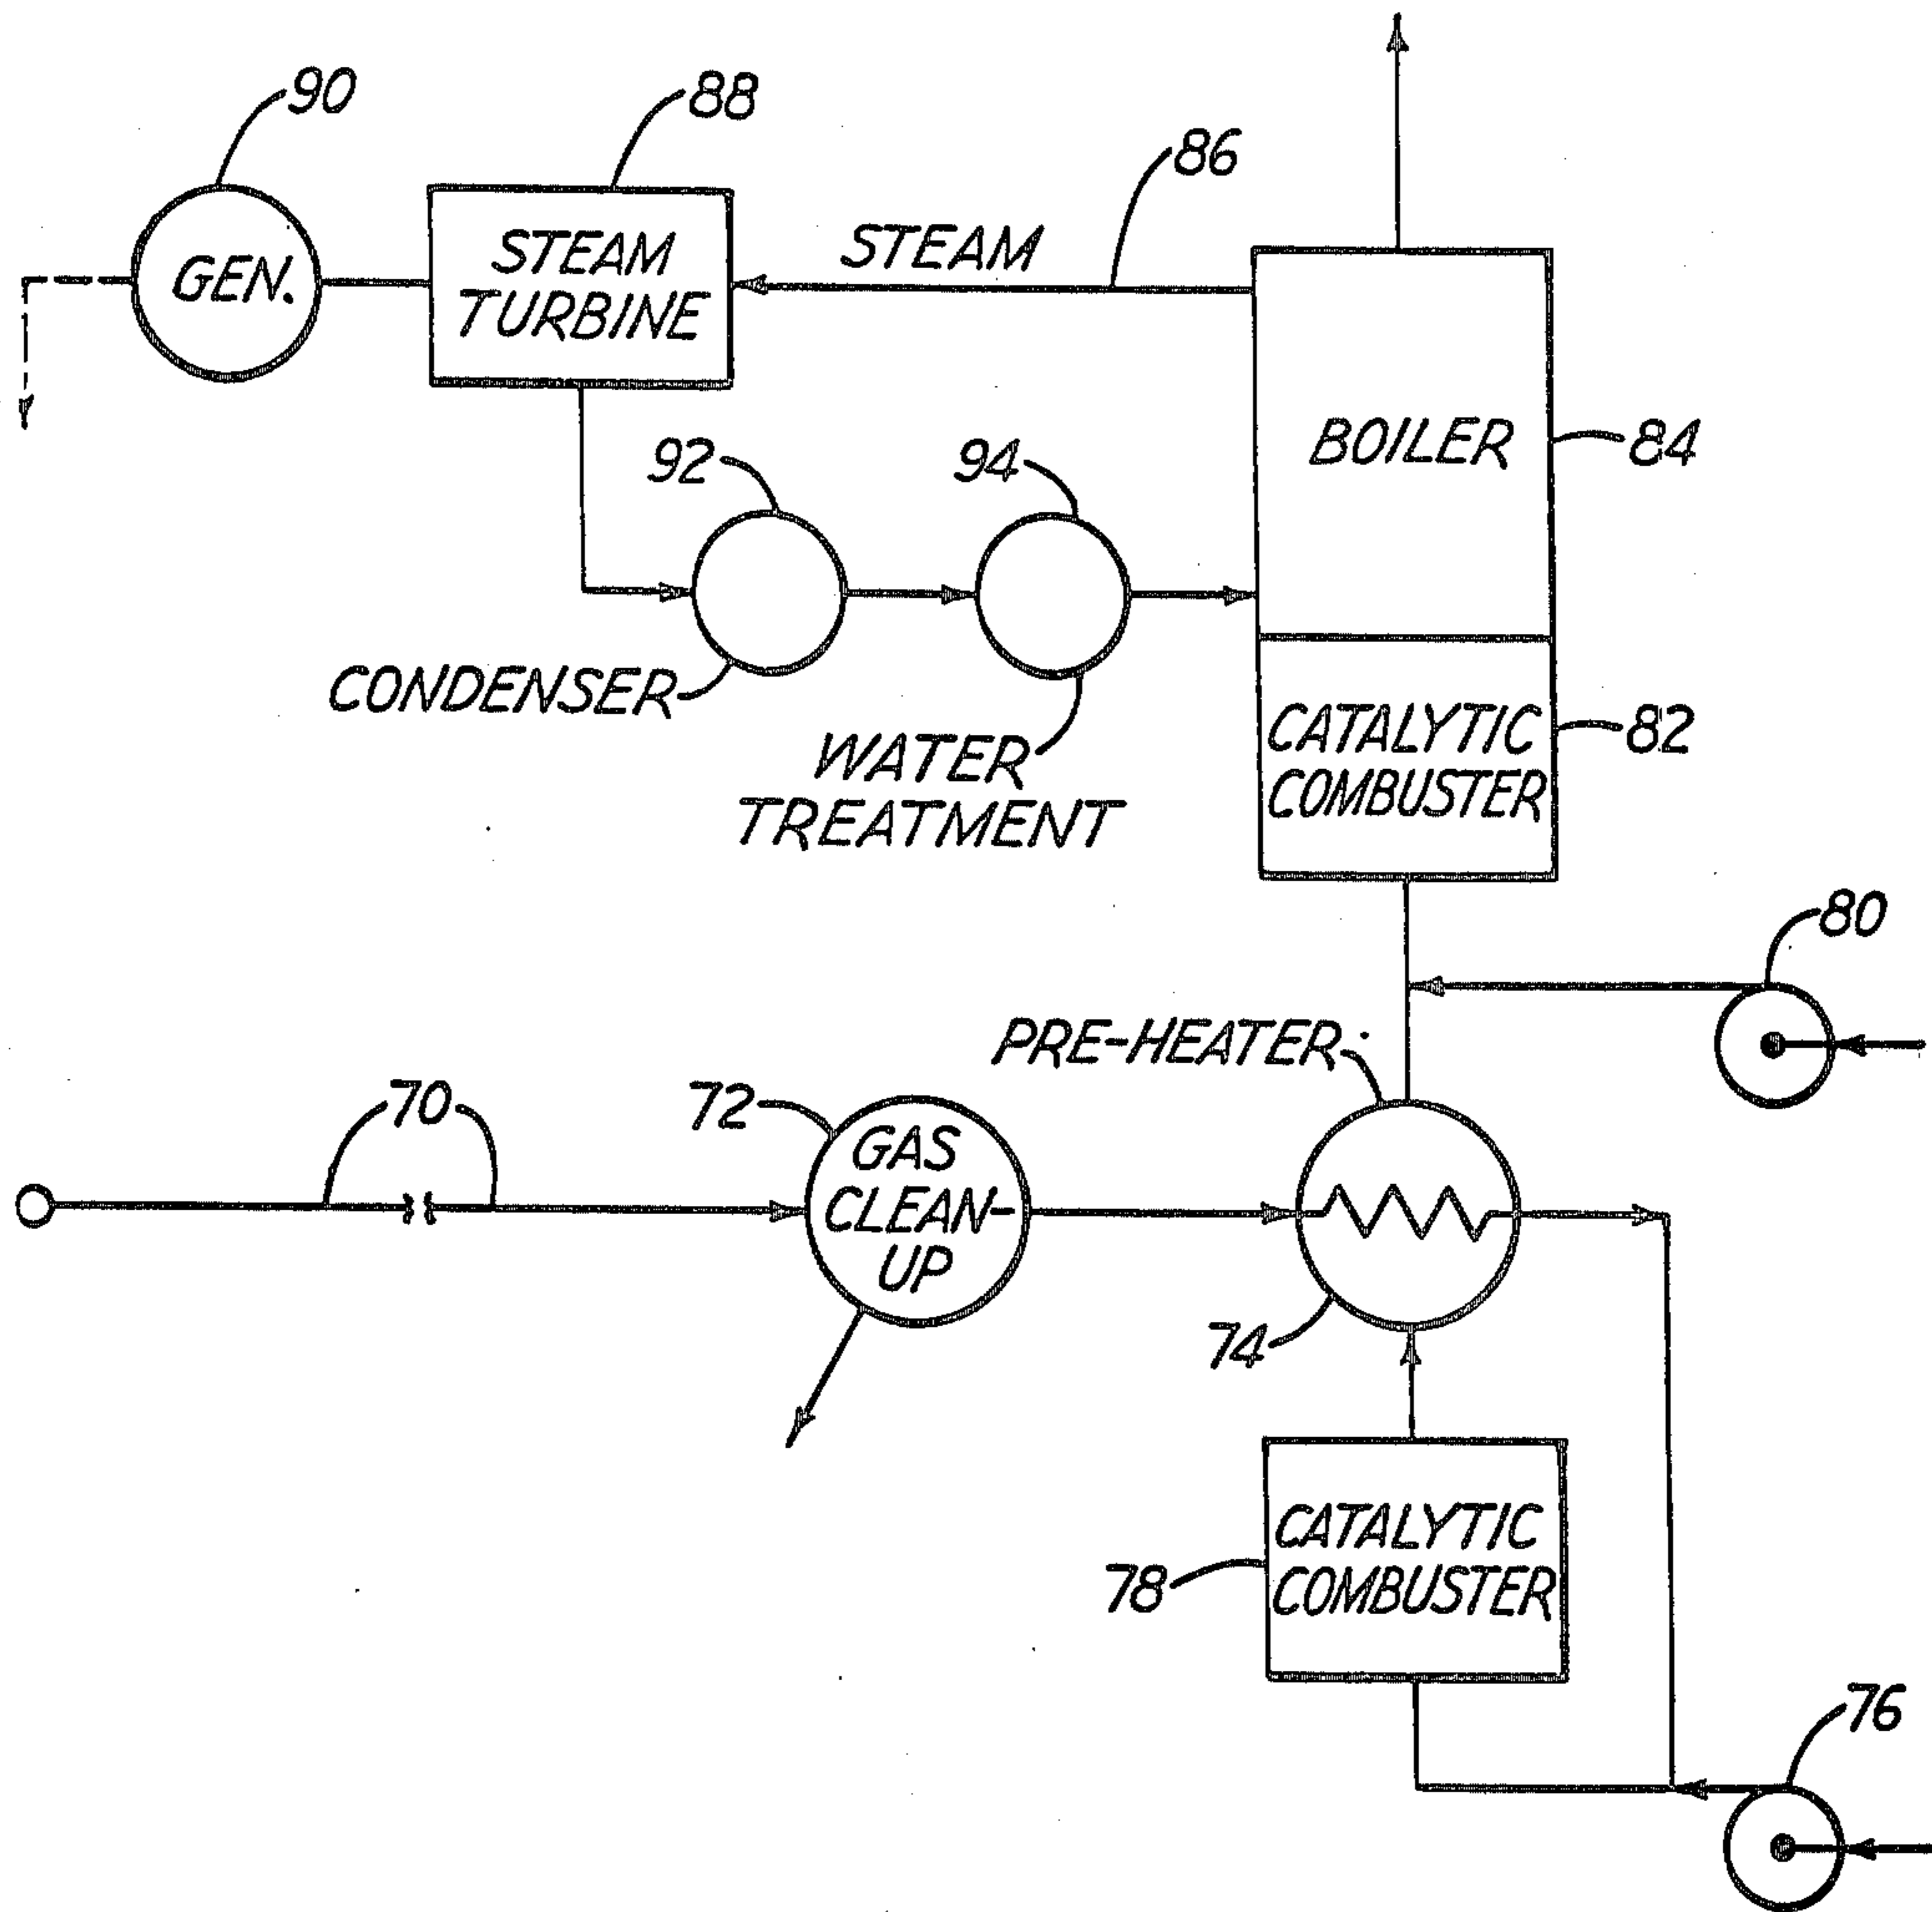 90
88
86
GEN.
STEAM
TURBINE
STEAM
BOILER
84
92
94
CONDENSER
WATER
TREATMENT
CATALYTIC
COMBUSTER
82
80
PRE-HEATER
70
72
GAS
CLEAN-
UP
74
78
CATALYTIC
COMBUSTER
76